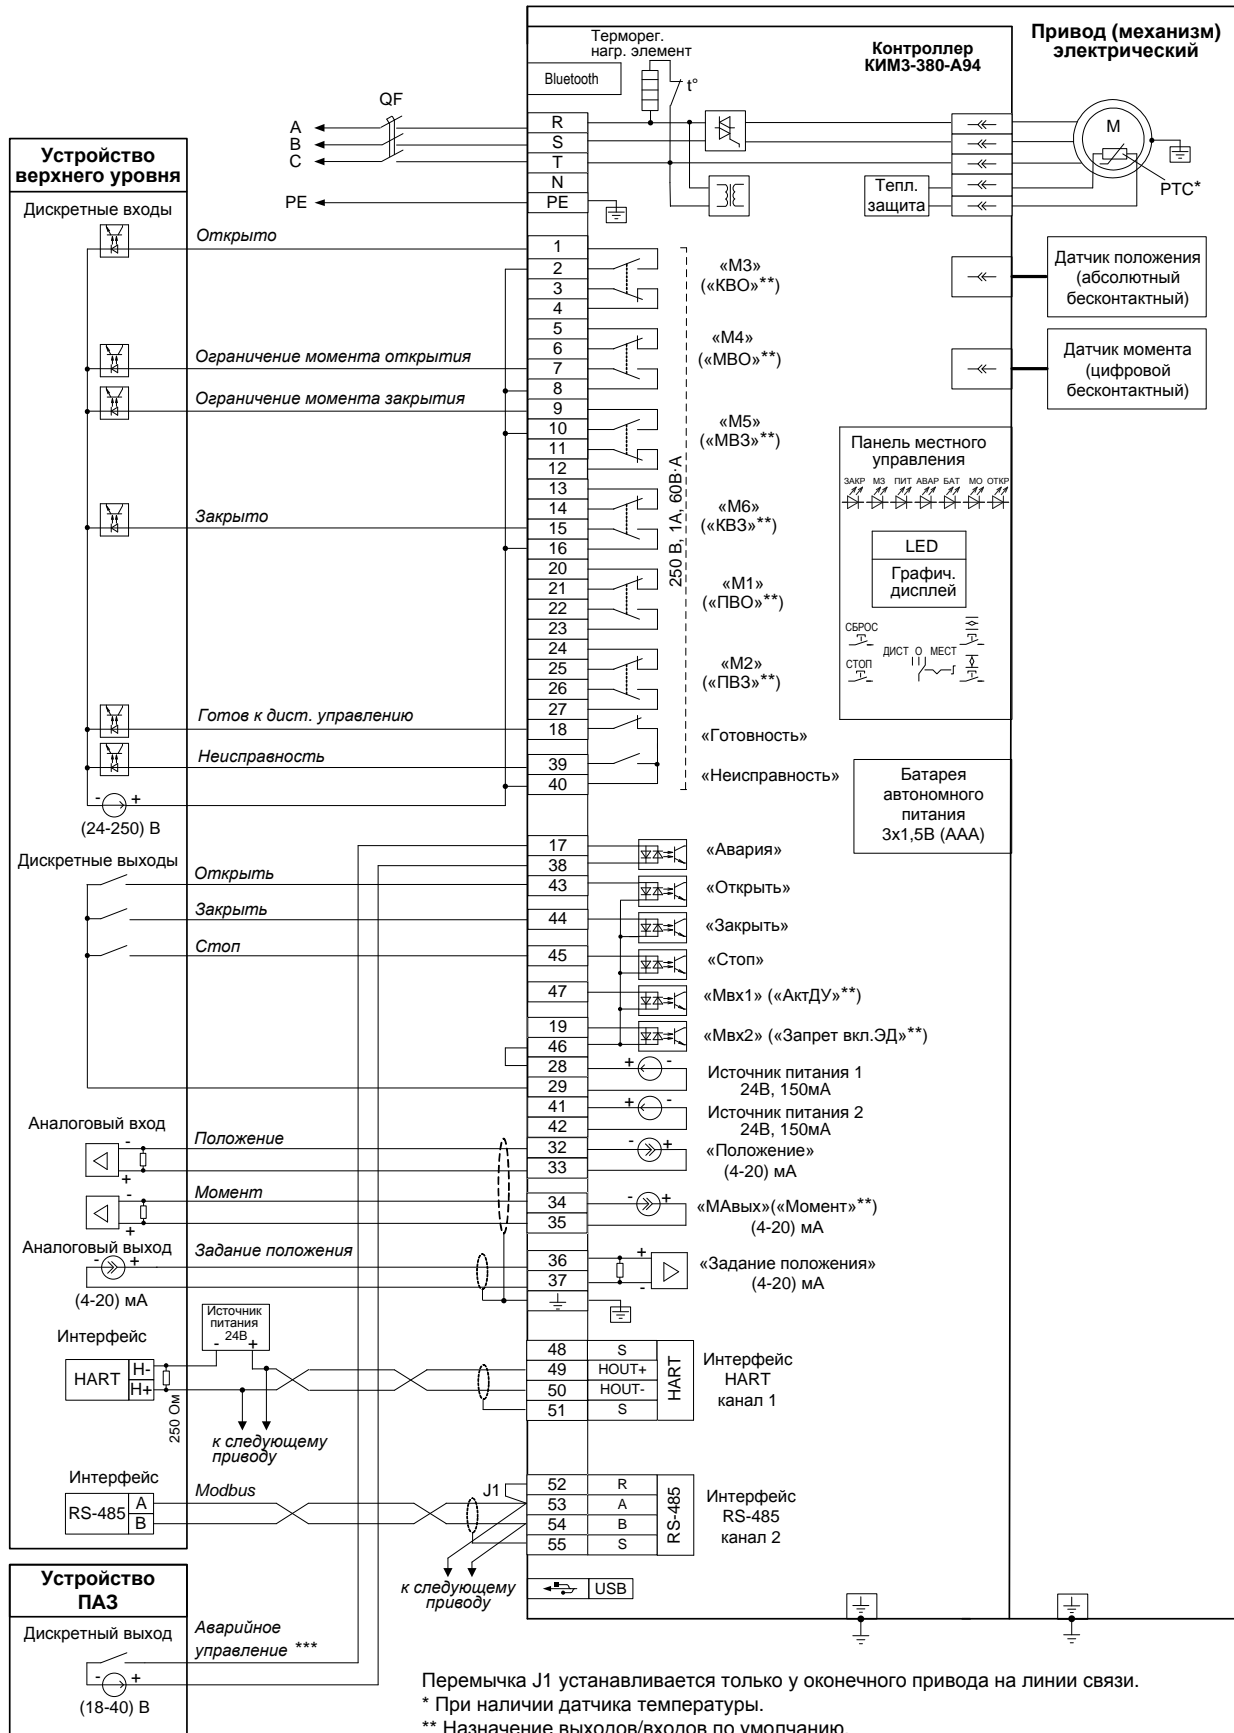 Привод (механизм)
электрический
Контроллер
КИМ3-380-А94
Терморег.
нагр. элемент
Bluetooth
t°
QF
A
B
C
PE
R
S
T
N
PE
M
Тепл.
защита
PTC*
Устройство
верхнего уровня
Дискретные входы
Открыто
Ограничение момента открытия
Ограничение момента закрытия
Закрыто
Готов к дист. управлению
Неисправность
- +
(24-250) В
1
2
3
4
5
6
7
8
9
10
11
12
13
14
15
16
20
21
22
23
24
25
26
27
18
39
40
«М3»
(«КВО»**)
«М4»
(«МВО»**)
«М5»
(«МВЗ»**)
«М6»
(«КВЗ»**)
«М1»
(«ПВО»**)
«М2»
(«ПВЗ»**)
«Готовность»
«Неисправность»
250 В, 1А, 60В·А
Датчик положения
(абсолютный
бесконтактный)
Датчик момента
(цифровой
бесконтактный)
Панель местного
управления
ЗАКР МЗ ПИТ АВАР БАТ МО ОТКР
LED
Графич.
дисплей
СБРОС
СТОП
ДИСТ О МЕСТ
Батарея
автономного
питания
3х1,5В (ААА)
Дискретные выходы
Открыть
Закрыть
Стоп
17
38
43
44
45
47
19
46
28
29
41
42
32
33
34
35
36
37
«Авария»
«Открыть»
«Закрыть»
«Стоп»
«Мвх1» («АктДУ»**)
«Мвх2» («Запрет вкл.ЭД»**)
+ -
Источник питания 1
24В, 150мА
+ -
Источник питания 2
24В, 150мА
- +
«Положение»
(4-20) мА
- +
«МАвых»(«Момент»**)
(4-20) мА
+
-
«Задание положения»
(4-20) мА
Аналоговый вход
-
+
Положение
-
+
Момент
Аналоговый выход
- +
Задание положения
(4-20) мА
Источник
питания
24В
- +
Интерфейс
HART
H-
H+
250 Ом
к следующему
приводу
48 S
49 HOUT+
50 HOUT-
51 S
HART
Интерфейс
HART
канал 1
Интерфейс
RS-485
A
B
Modbus
J1
52 R
53 A
54 B
55 S
RS-485
Интерфейс
RS-485
канал 2
к следующему
приводу
USB
Устройство
ПАЗ
Дискретный выход
Аварийное
управление ***
- +
(18-40) В
Перемычка J1 устанавливается только у оконечного привода на линии связи.
* При наличии датчика температуры.
** Назначение выходов/входов по умолчанию.